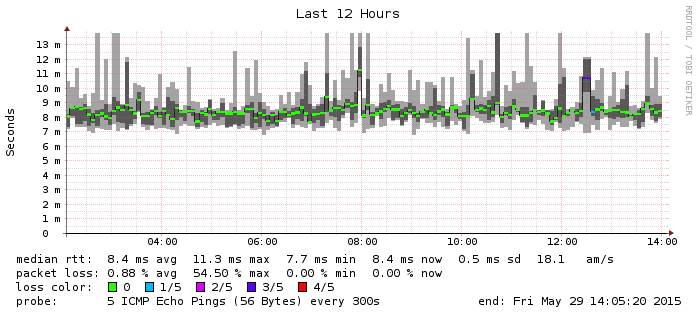 Last 12 Hours
RRDTOOL / TOBI OETIKER
Seconds
13 m
12 m
11 m
10 m
9 m
8 m
7 m
6 m
5 m
4 m
3 m
2 m
1 m
0
04:00 06:00 08:00 10:00 12:00 14:00
median rtt: 8.4 ms avg 11.3 ms max 7.7 ms min 8.4 ms now 0.5 ms sd 18.1 am/s
packet loss: 0.88 % avg 54.50 % max 0.00 % min 0.00 % now
loss color: 0 1/5 2/5 3/5 4/5
probe: 5 ICMP Echo Pings (56 Bytes) every 300s end: Fri May 29 14:05:20 2015